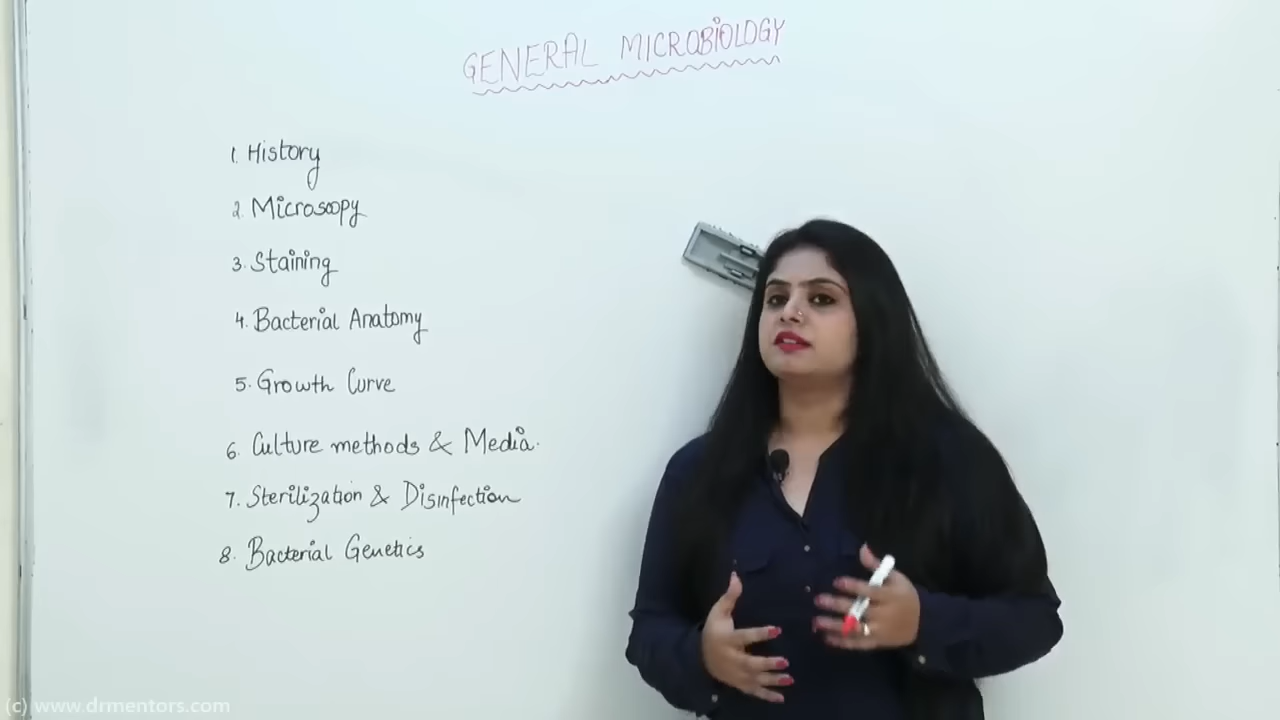 GENERAL MICROBIOLOGY
1. History
2. Microscopy
3. Staining
4. Bacterial Anatomy
5. Growth Curve
6. Culture methods & Media.
7. Sterilization & Disinfection
8. Bacterial Genetics
(c) www.drmentors.com